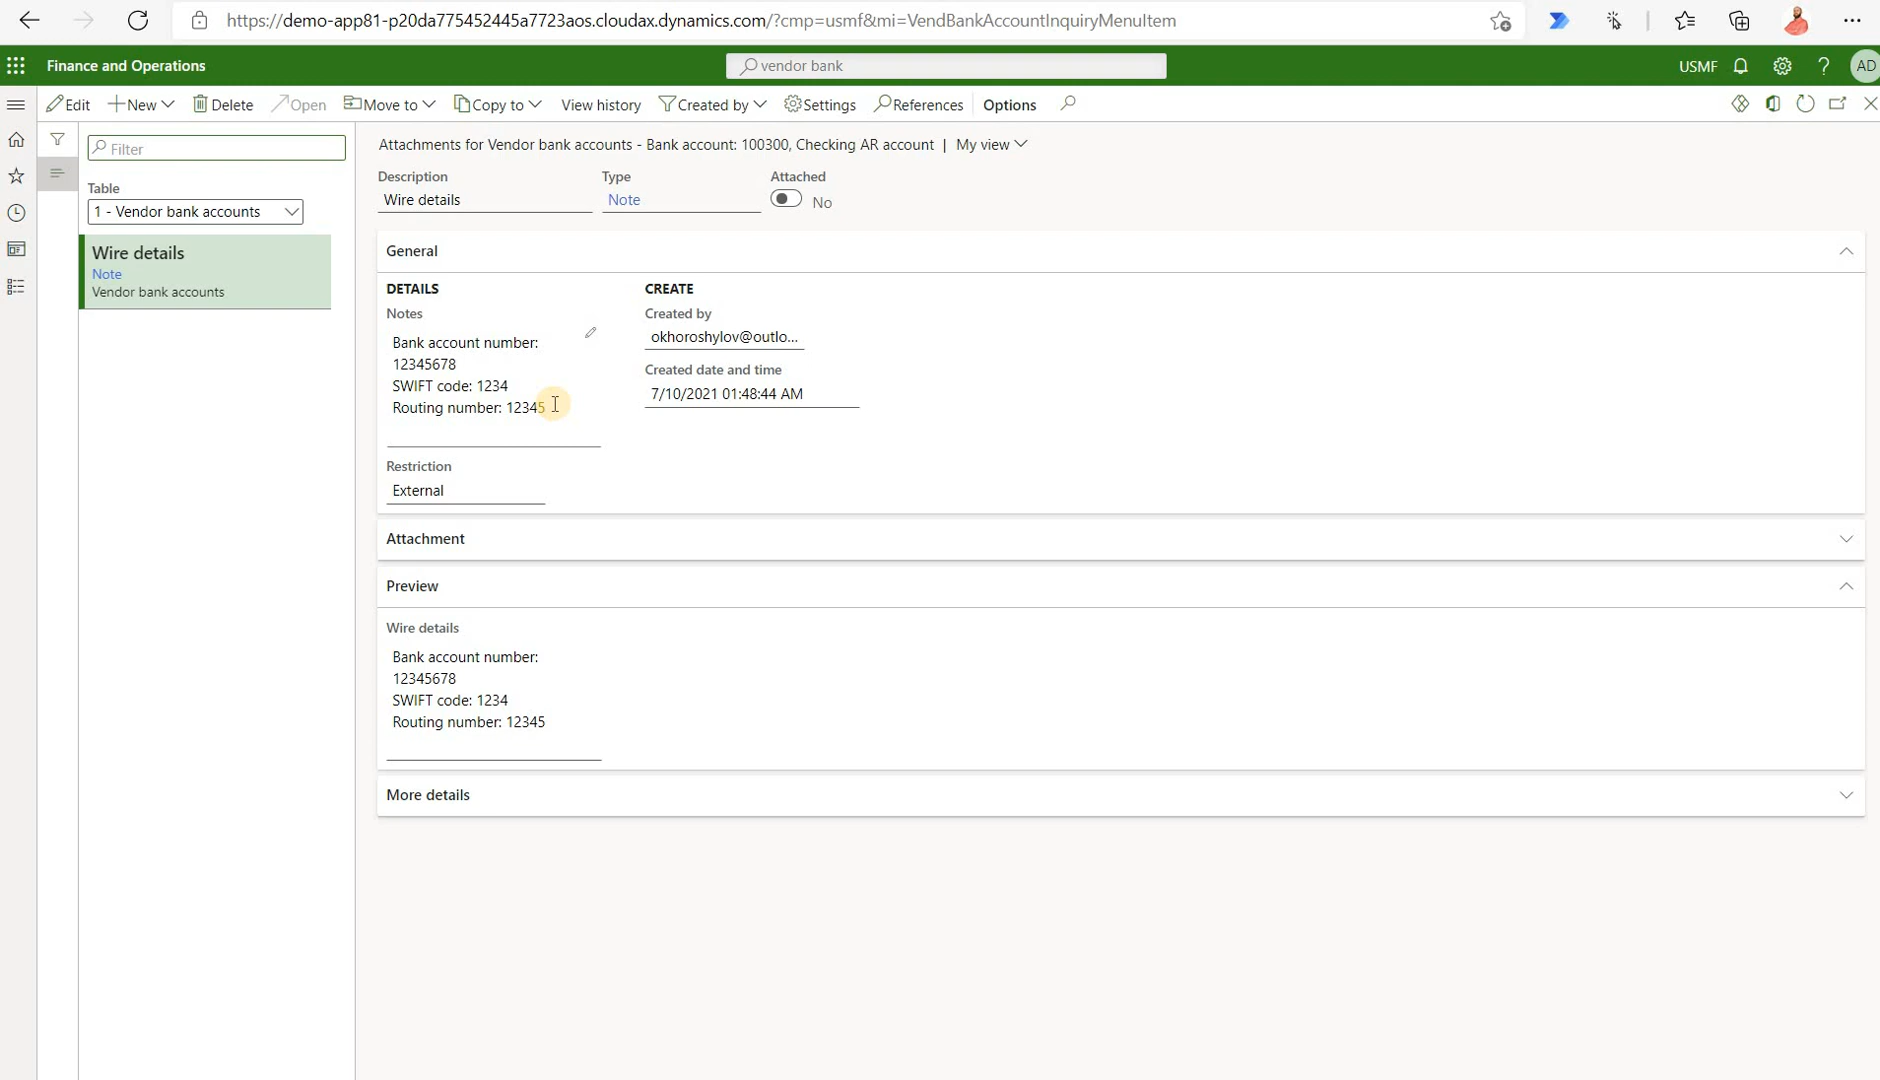 https://demo-app81-p20da775452445a7723aos.cloudax.dynamics.com/?cmp=usmf&mi=VendBankAccountInquiryMenuItem
Finance and Operations
vendor bank
USMF
AD
Edit
New
Delete
Open
Move to
Copy to
View history
Created by
Settings
References
Options
Filter
Table
1 - Vendor bank accounts
Wire details
Note
Vendor bank accounts
Attachments for Vendor bank accounts - Bank account: 100300, Checking AR account | My view
Description
Wire details
Type
Note
Attached
No
General
DETAILS
Notes
Bank account number:
12345678
SWIFT code: 1234
Routing number: 12345
Restriction
External
CREATE
Created by
okhoroshylov@outlo...
Created date and time
7/10/2021 01:48:44 AM
Attachment
Preview
Wire details
Bank account number:
12345678
SWIFT code: 1234
Routing number: 12345
More details